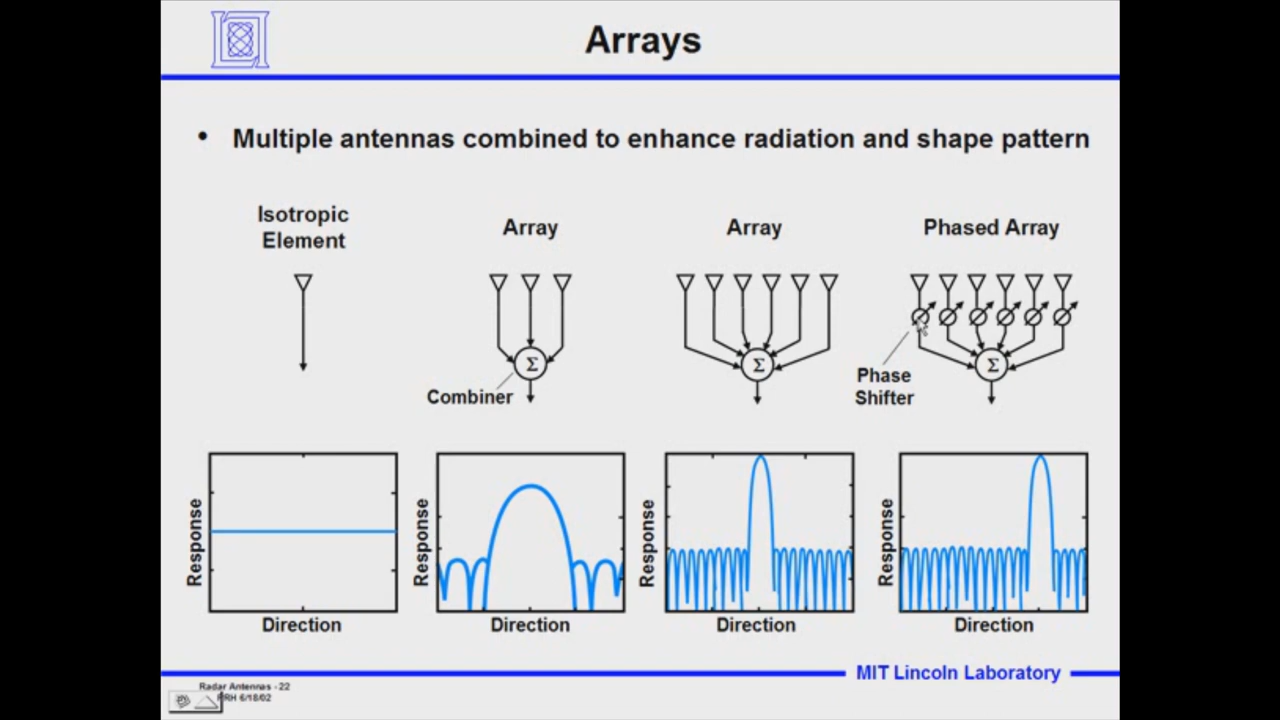 Arrays
• Multiple antennas combined to enhance radiation and shape pattern
Isotropic
Element
Array
Array
Phased Array
Σ
Combiner
Σ
Σ
Phase
Shifter
Response
Direction
Response
Direction
Response
Direction
Response
Direction
MIT Lincoln Laboratory
Radar Antennas - 22
RH 6/18/02